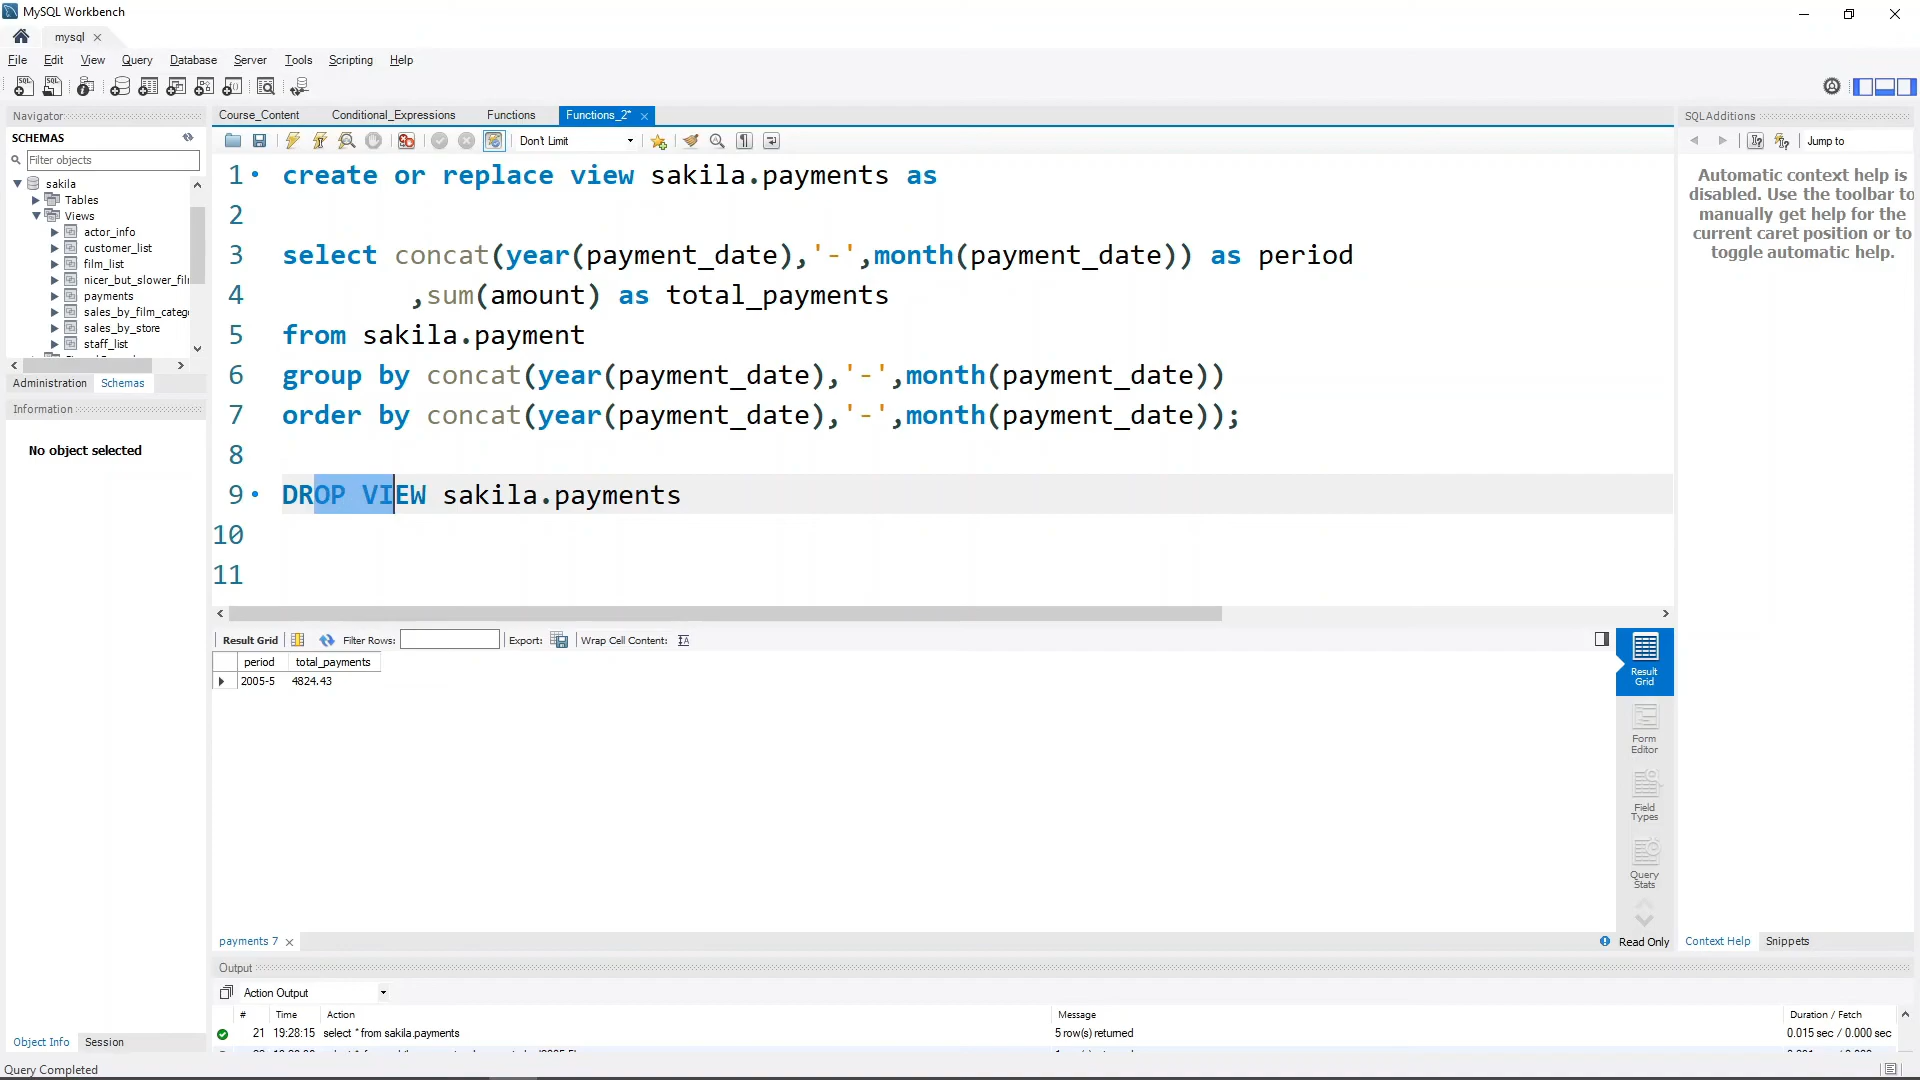 MySQL Workbench
mysql
File Edit View Query Database Server Tools Scripting Help
Navigator
SCHEMAS
Filter objects
sakila
Tables
Views
actor_info
customer_list
film_list
nicer_but_slower_fil
payments
sales_by_film_catego
sales_by_store
staff_list
Administration Schemas
Information
No object selected
Object Info Session
Query Completed
Course_Content Conditional_Expressions Functions Functions_2*
Don't Limit
1 create or replace view sakila.payments as
2
3 select concat(year(payment_date),'-',month(payment_date)) as period
4 ,sum(amount) as total_payments
5 from sakila.payment
6 group by concat(year(payment_date),'-',month(payment_date))
7 order by concat(year(payment_date),'-',month(payment_date));
8
9 DROP VIEW sakila.payments
10
11
Result Grid Filter Rows: Export: Wrap Cell Content:
period total_payments
2005-5 4824.43
Result Grid
Form Editor
Field Types
Query Stats
payments 7
Read Only
Output
Action Output
# Time Action Message Duration / Fetch
21 19:28:15 select * from sakila.payments 5 row(s) returned 0.015 sec / 0.000 sec
SQLAdditions
Jump to
Automatic context help is
disabled. Use the toolbar to
manually get help for the
current caret position or to
toggle automatic help.
Context Help Snippets